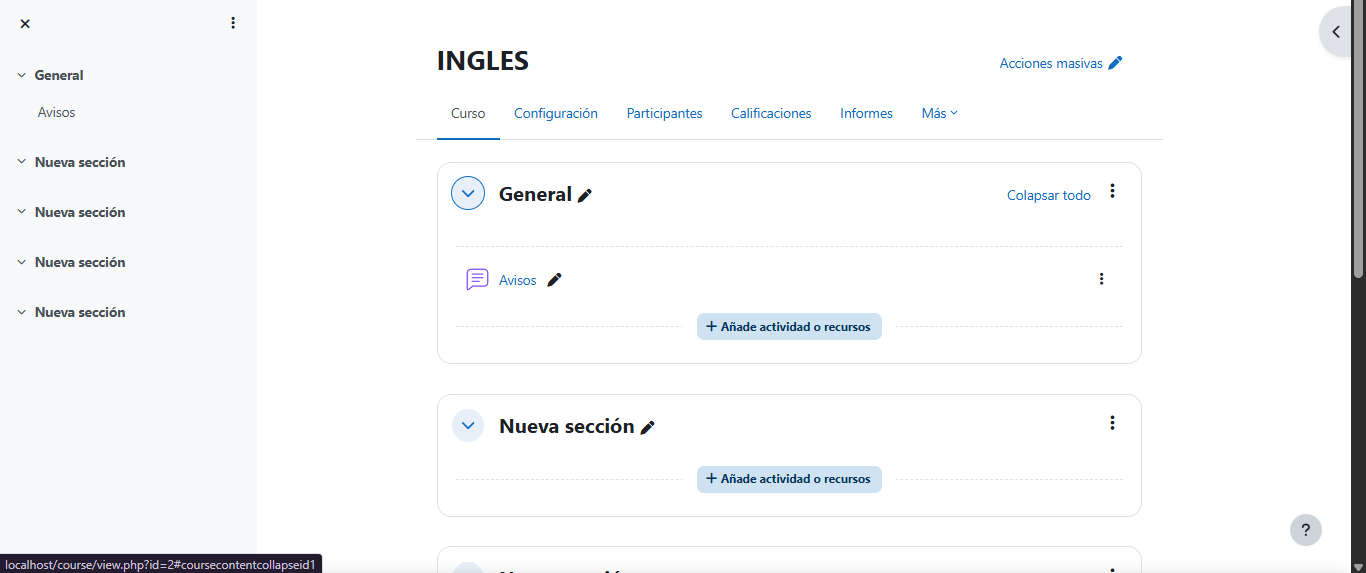 General
Avisos
Nueva sección
Nueva sección
Nueva sección
Nueva sección
INGLES
Acciones masivas
Curso Configuración Participantes Calificaciones Informes Más
General
Colapsar todo
Avisos
+ Añade actividad o recursos
Nueva sección
+ Añade actividad o recursos
?
localhost/course/view.php?id=2#coursecontentcollapseid1